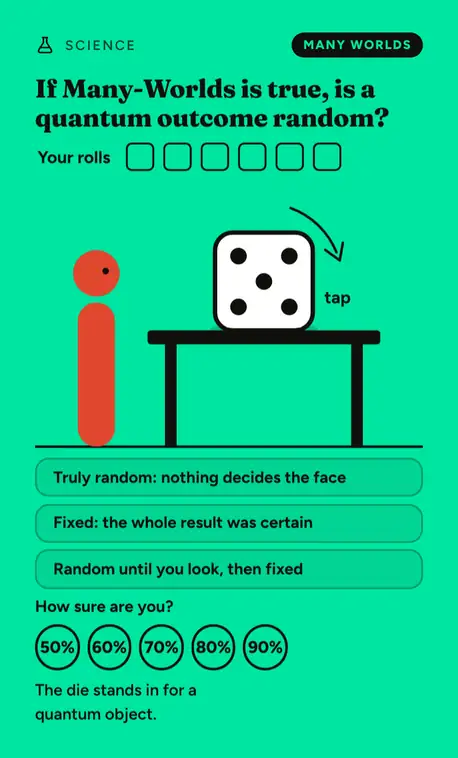 SCIENCE
MANY WORLDS
If Many-Worlds is true, is a
quantum outcome random?
Your rolls
tap
Truly random: nothing decides the face
Fixed: the whole result was certain
Random until you look, then fixed
How sure are you?
50% 60% 70% 80% 90%
The die stands in for a
quantum object.